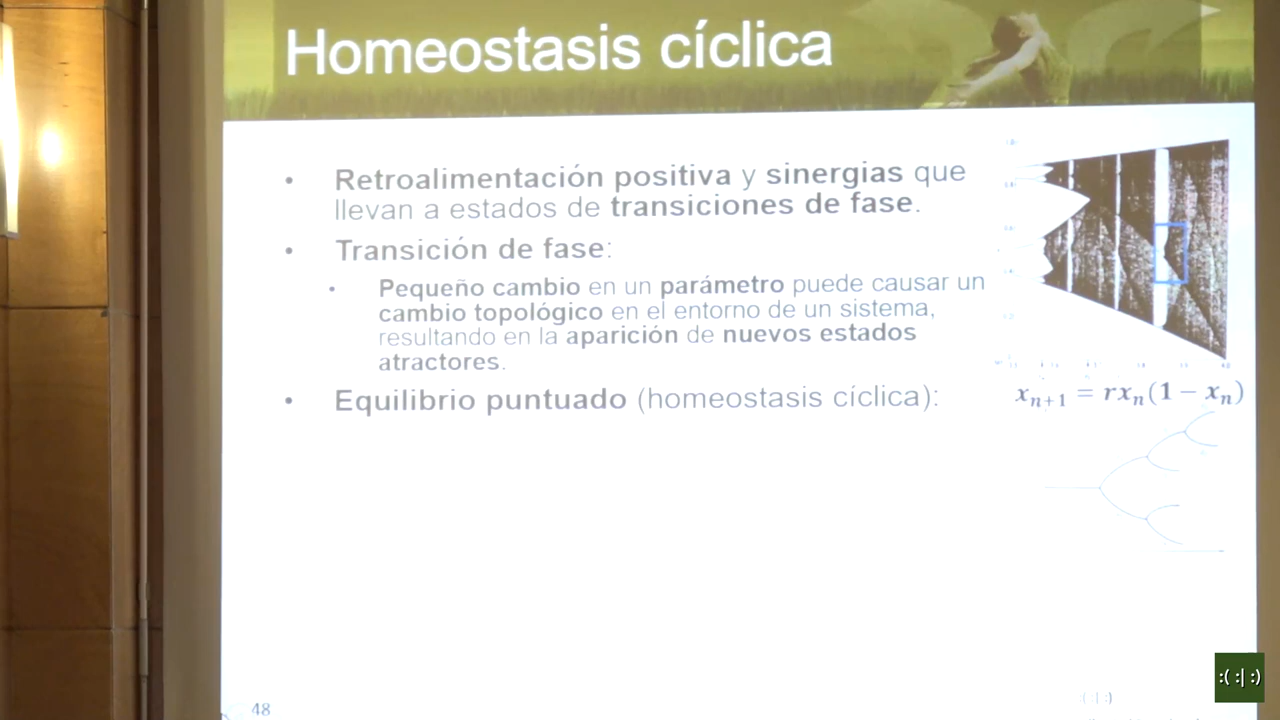 Homeostasis cíclica
• Retroalimentación positiva y sinergias que
llevan a estados de transiciones de fase.
• Transición de fase:
• Pequeño cambio en un parámetro puede causar un
cambio topológico en el entorno de un sistema,
resultando en la aparición de nuevos estados
atractores.
• Equilibrio puntuado (homeostasis cíclica):
xₙ₊₁ = rxₙ(1 − xₙ)
48
:( :| :)
:( :| :)